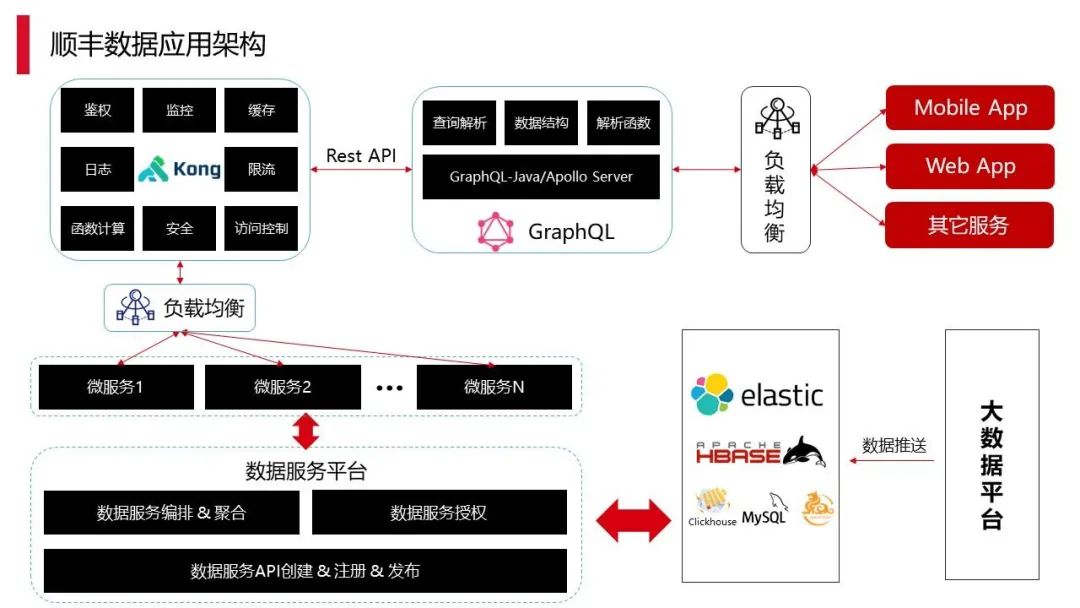 顺丰数据应用架构
鉴权
监控
缓存
日志
Kong
限流
函数计算
安全
访问控制
Rest API
查询解析
数据结构
解析函数
GraphQL-Java/Apollo Server
GraphQL
负载均衡
Mobile App
Web App
其它服务
负载均衡
微服务1
微服务2
•••
微服务N
数据服务平台
数据服务编排 & 聚合
数据服务授权
数据服务API创建 & 注册 & 发布
elastic
APACHE
HBASE
Clickhouse
MySQL
数据推送
大数据平台